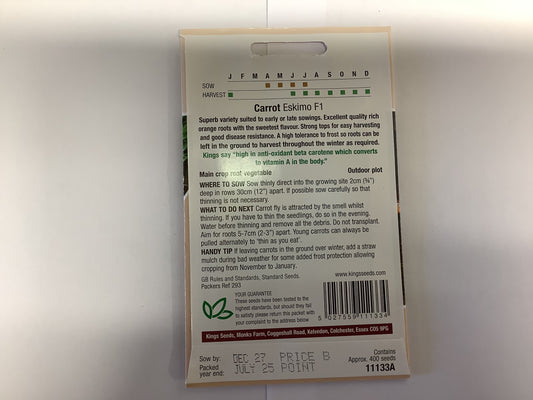 Carrot Eskimo F1
J F M A M J J A S O N D
SOW
HARVEST
Carrot Eskimo F1
Superb variety suited to early or late sowings. Excellent quality rich
orange roots with the sweetest flavour. Strong tops for easy harvesting
and good disease resistance. A high tolerance to frost so roots can be
left in the ground to harvest throughout the winter as required.
Kings say "high in anti-oxidant beta carotene which converts
to vitamin A in the body."
Main crop root vegetable Outdoor plot
WHERE TO SOW Sow thinly direct into the growing site 2cm (¾")
deep in rows 30cm (12") apart. If possible sow carefully so that
thinning is not necessary.
WHAT TO DO NEXT Carrot fly is attracted by the smell whilst
thinning. If you have to thin the seedlings, do so in the evening.
Water before thinning and remove all the debris. Do not transplant.
Aim for roots 5-7cm (2-3") apart. Young carrots can always be
pulled alternately to 'thin as you eat'.
HANDY TIP If leaving carrots in the ground over winter, add a straw
mulch during bad weather for some added frost protection allowing
cropping from November to January.
GB Rules and Standards, Standard Seeds.
Packers Ref 293
www.kingsseeds.com
YOUR GUARANTEE
These seeds have been tested to the
highest standards, but should they fail
to satisfy please return this packet with
your complaint to the address below
5 027559 111334
Kings Seeds, Monks Farm, Coggeshall Road, Kelvedon, Colchester, Essex CO5 9PG
Sow by: DEC 27 PRICE B
Packed
year end: JULY 25 POINT
Contains
Approx. 400 seeds
11133A